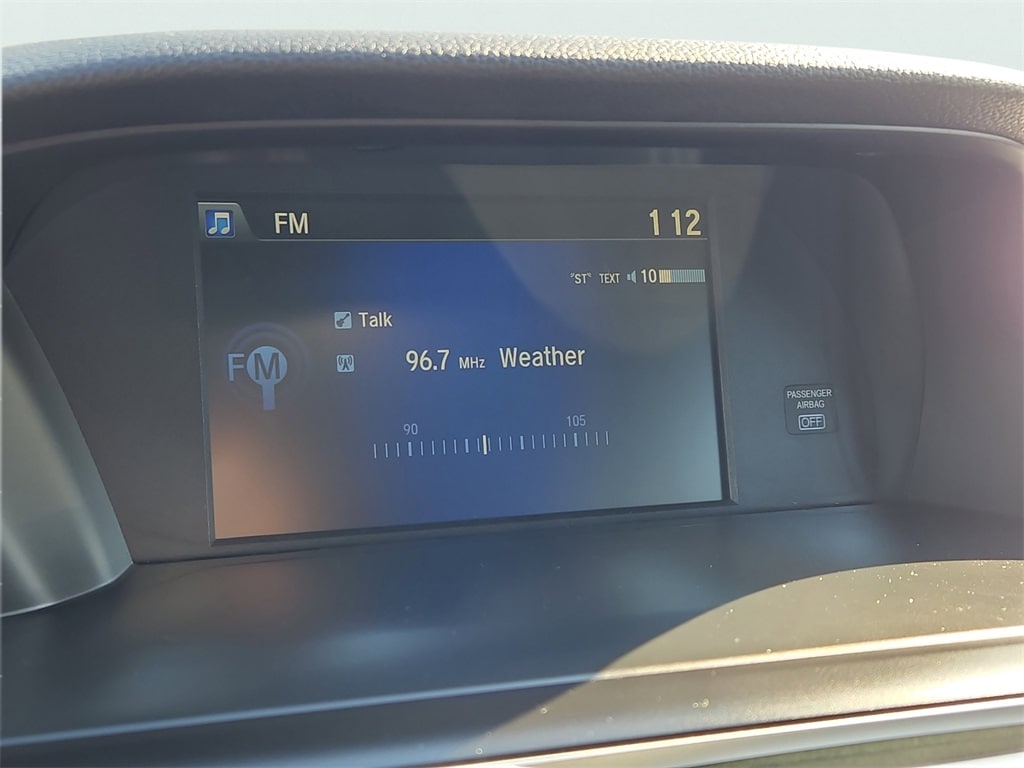 FM 1 12
"ST" TEXT 10
Talk
FM
96.7 MHz Weather
90 105
PASSENGER
AIRBAG
OFF